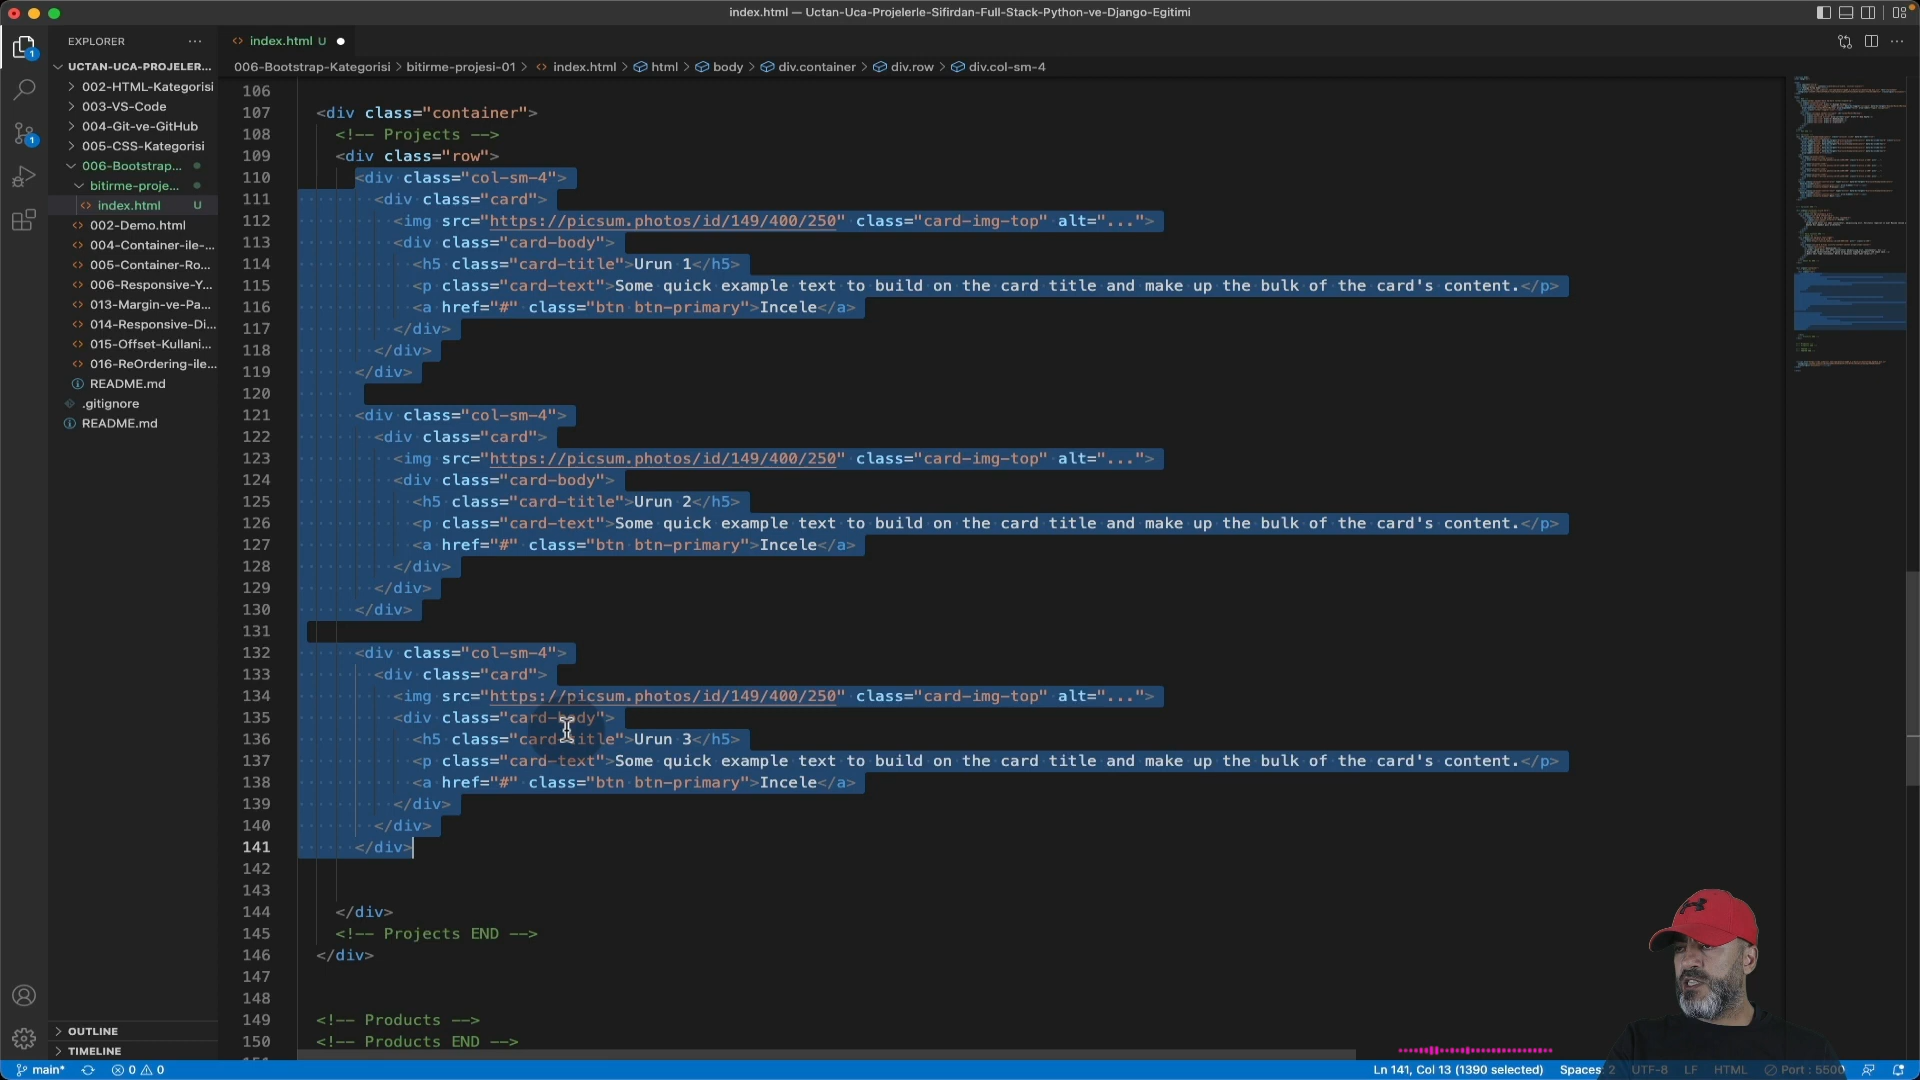 index.html — Uctan-Uca-Projelerle-Sifirdan-Full-Stack-Python-ve-Django-Egitimi
EXPLORER ...
index.html U
1
1
UCTAN-UCA-PROJELER...
006-Bootstrap-Kategorisi > bitirme-projesi-01 > index.html > html > body > div.container > div.row > div.col-sm-4
002-HTML-Kategorisi
003-VS-Code
004-Git-ve-GitHub
005-CSS-Kategorisi
006-Bootstrap...
bitirme-proje...
index.html U
002-Demo.html
004-Container-ile-...
005-Container-Ro...
006-Responsive-Y...
013-Margin-ve-Pa...
014-Responsive-Di...
015-Offset-Kullani...
016-ReOrdering-ile...
README.md
.gitignore
README.md
OUTLINE
TIMELINE
106
107 <div class="container">
108 <!-- Projects -->
109 <div class="row">
110 <div class="col-sm-4">
111 <div class="card">
112 <img src="https://picsum.photos/id/149/400/250" class="card-img-top" alt="...">
113 <div class="card-body">
114 <h5 class="card-title">Urun 1</h5>
115 <p class="card-text">Some quick example text to build on the card title and make up the bulk of the card's content.</p>
116 <a href="#" class="btn btn-primary">Incele</a>
117 </div>
118 </div>
119 </div>
120
121 <div class="col-sm-4">
122 <div class="card">
123 <img src="https://picsum.photos/id/149/400/250" class="card-img-top" alt="...">
124 <div class="card-body">
125 <h5 class="card-title">Urun 2</h5>
126 <p class="card-text">Some quick example text to build on the card title and make up the bulk of the card's content.</p>
127 <a href="#" class="btn btn-primary">Incele</a>
128 </div>
129 </div>
130 </div>
131
132 <div class="col-sm-4">
133 <div class="card">
134 <img src="https://picsum.photos/id/149/400/250" class="card-img-top" alt="...">
135 <div class="card-body">
136 <h5 class="card-title">Urun 3</h5>
137 <p class="card-text">Some quick example text to build on the card title and make up the bulk of the card's content.</p>
138 <a href="#" class="btn btn-primary">Incele</a>
139 </div>
140 </div>
141 </div>
142
143
144 </div>
145 <!-- Projects END -->
146 </div>
147
148
149 <!-- Products -->
150 <!-- Products END -->
main* 0 0
Ln 141, Col 13 (1390 selected) Spaces: 2 UTF-8 LF HTML Port : 5500